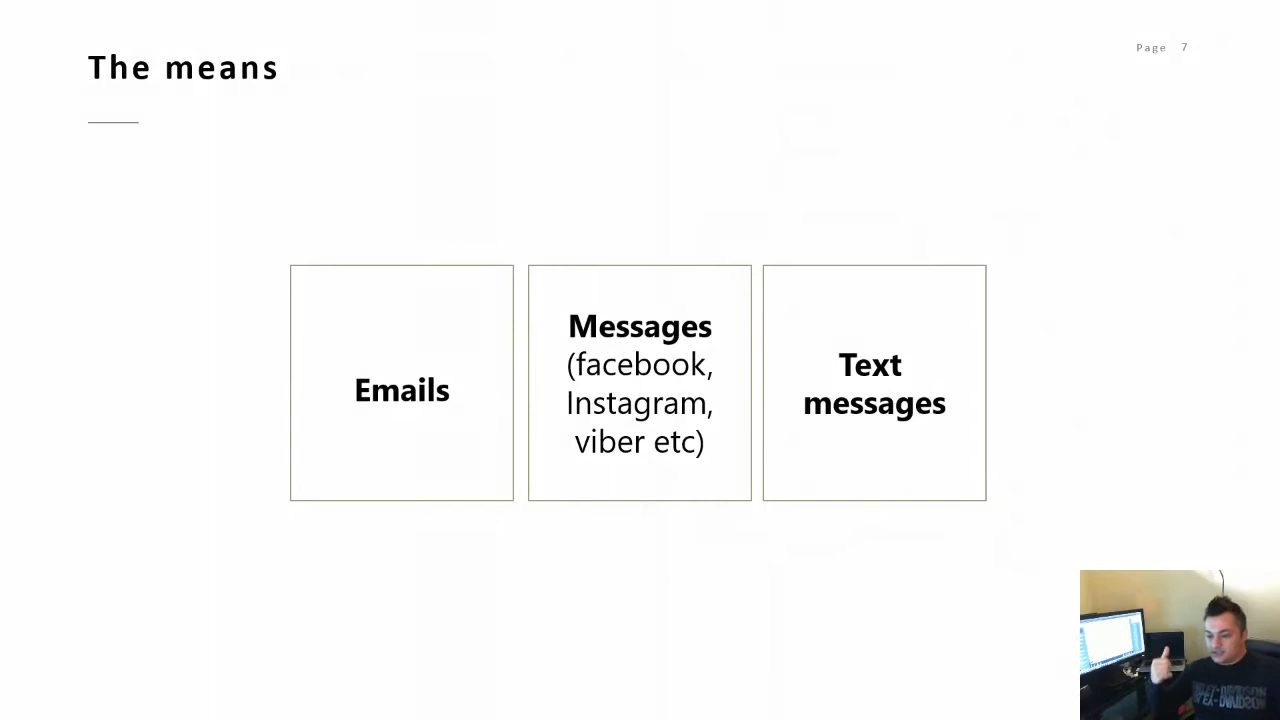 The means
Page 7
Emails
Messages
(facebook,
Instagram,
viber etc)
Text
messages